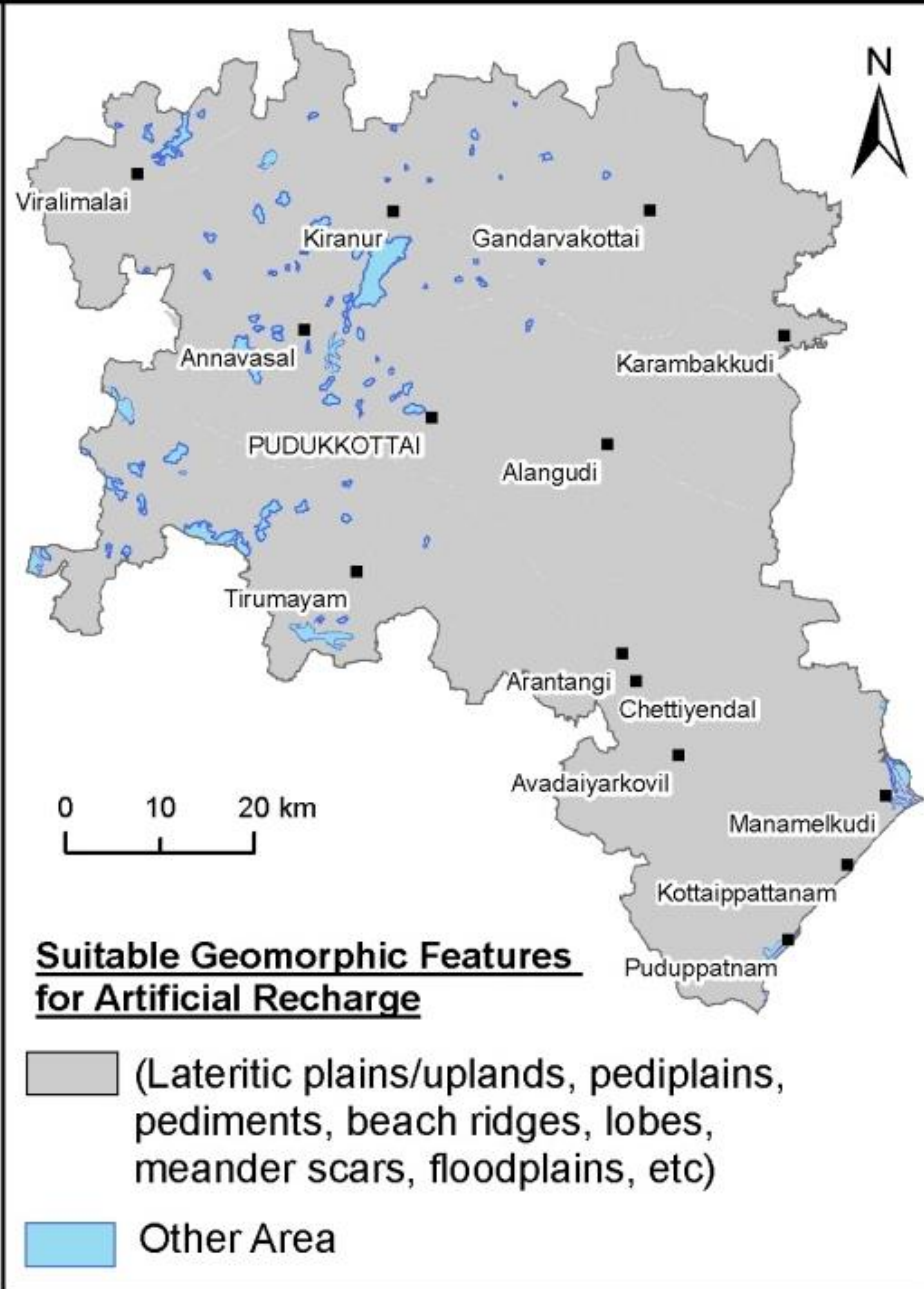 N
Viralimalai
Kiranur
Gandarvakottai
Annavasal
Karambakkudi
PUDUKKOTTAI
Alangudi
Tirumayam
Arantangi
Chettiyendal
Avadaiyarkovil
0 10 20 km
Manamelkudi
Kottaippattanam
Puduppatnam
Suitable Geomorphic Features
for Artificial Recharge
(Lateritic plains/uplands, pediplains,
pediments, beach ridges, lobes,
meander scars, floodplains, etc)
Other Area